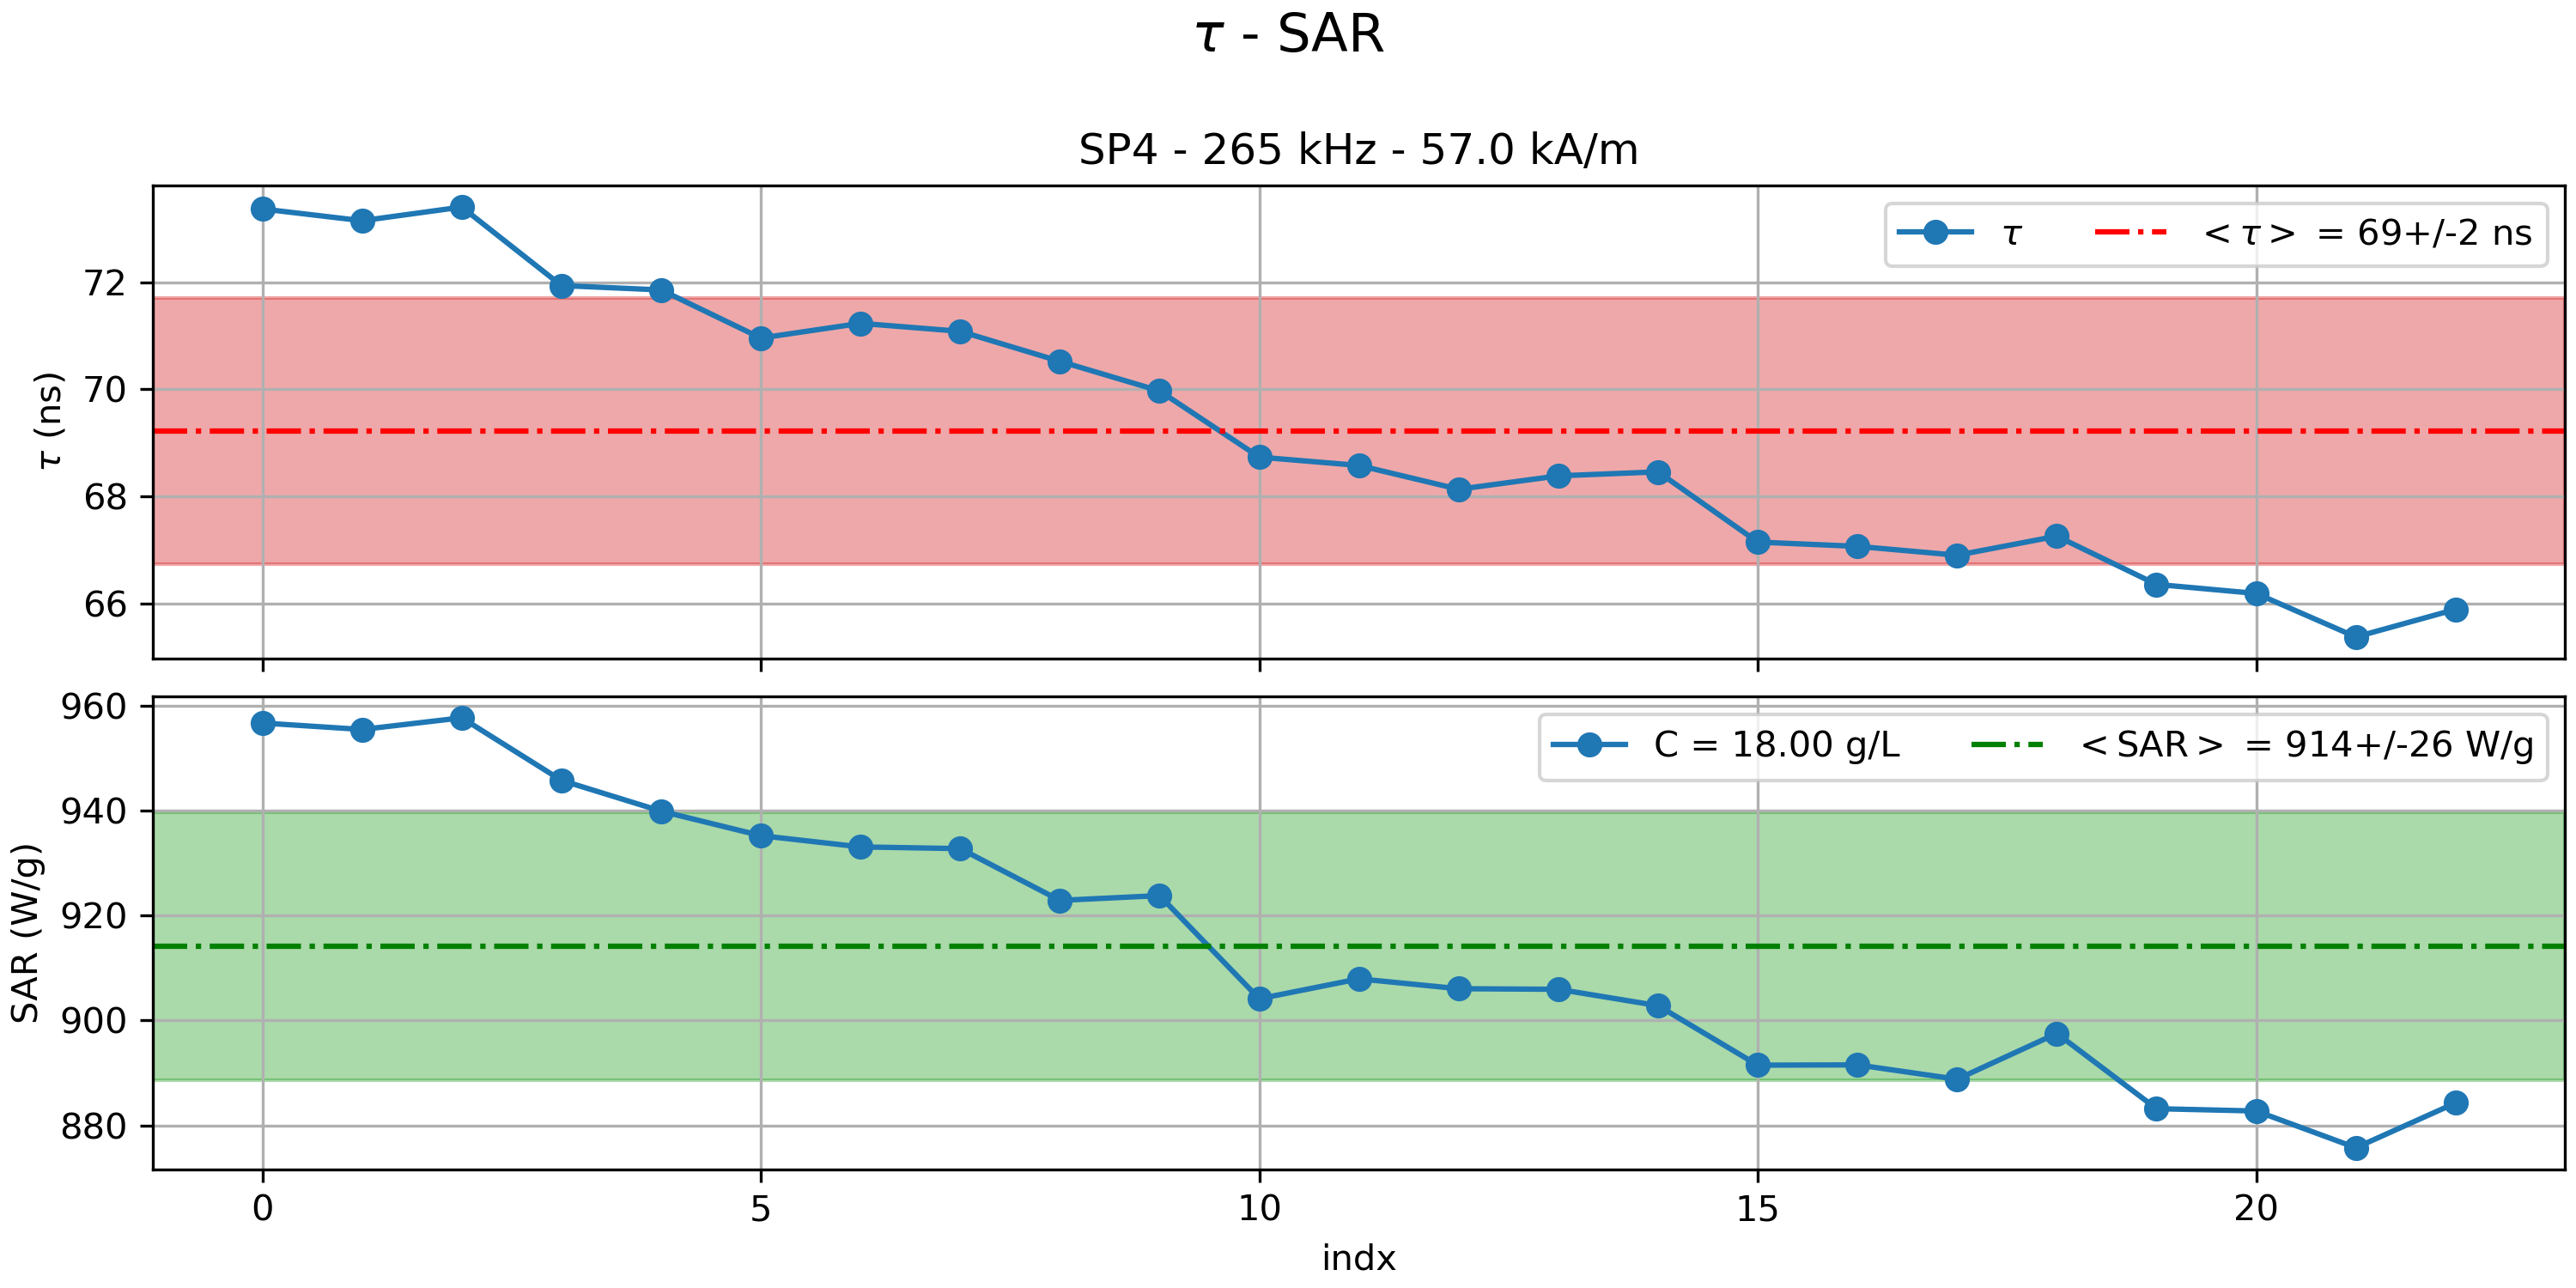 τ - SAR
SP4 - 265 kHz - 57.0 kA/m
τ
<τ> = 69+/-2 ns
72
70
68
66
τ (ns)
C = 18.00 g/L
<SAR> = 914+/-26 W/g
960
940
920
900
880
SAR (W/g)
0 5 10 15 20
indx